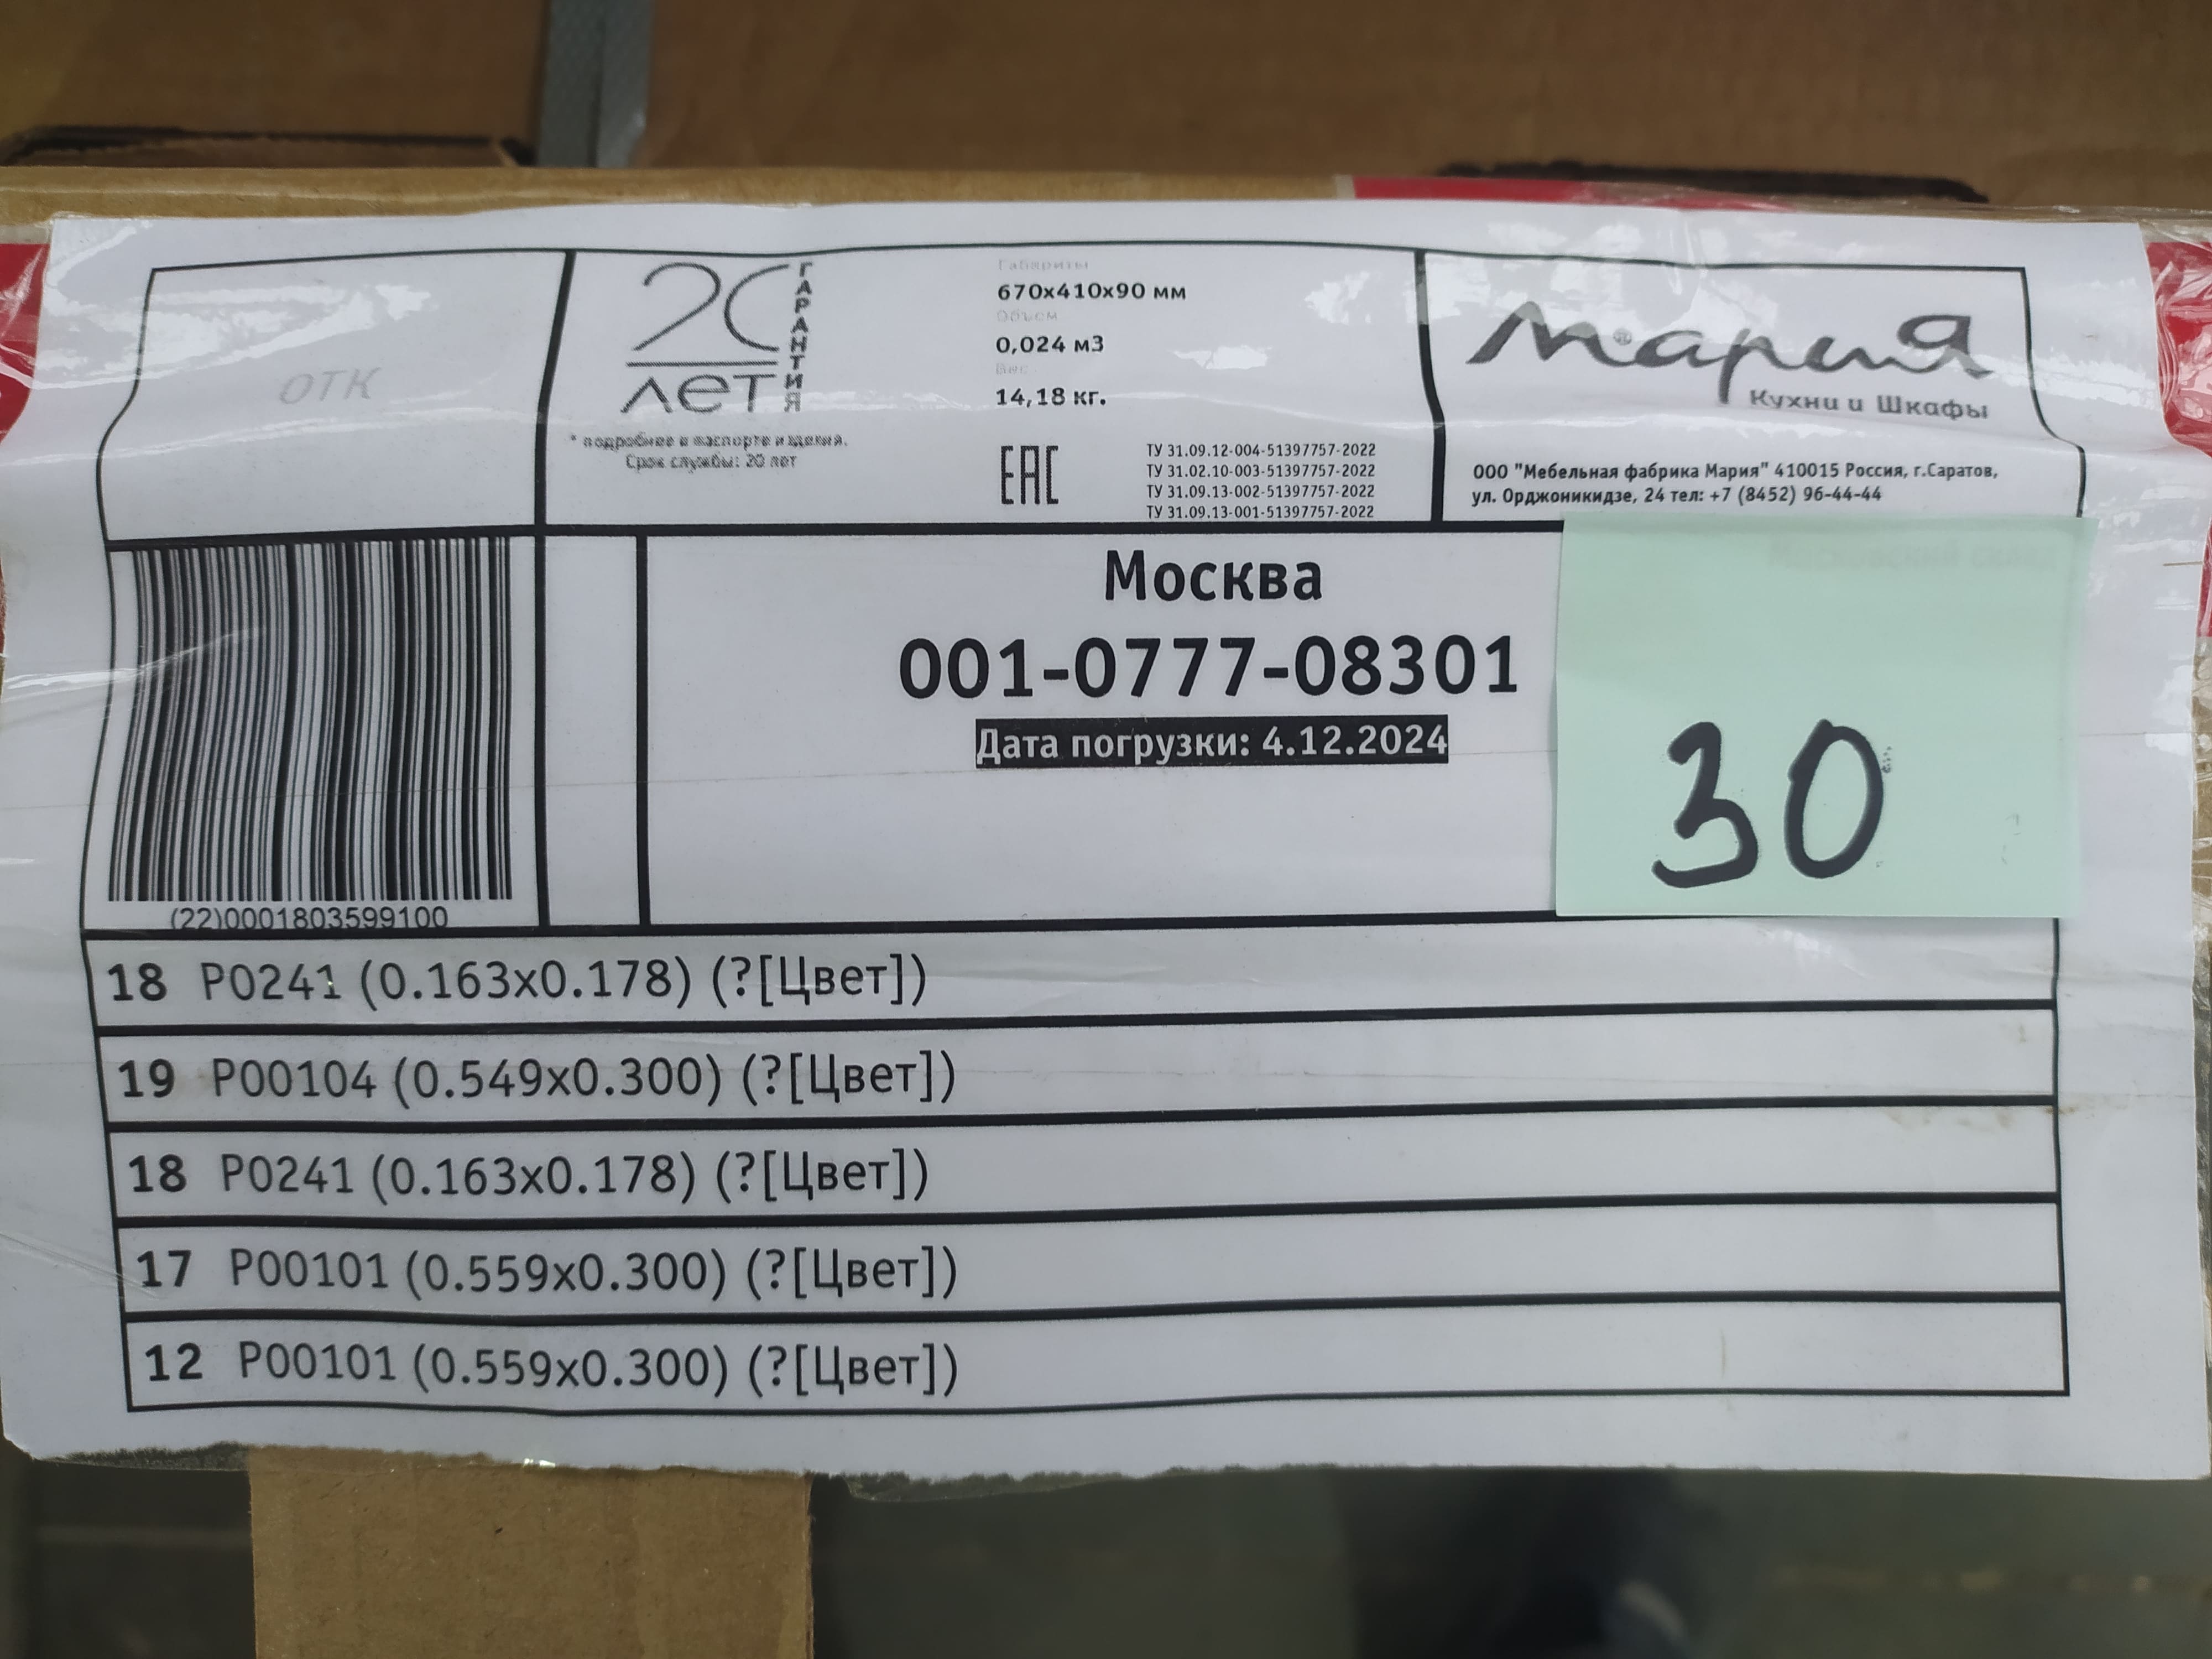 ОТК
20 ЛЕТ
ГАРАНТИЯ
* подробнее в паспорте изделия.
Срок службы: 20 лет
Габариты
670x410x90 мм
Объем
0,024 м3
Вес
14,18 кг.
EAC
ТУ 31.09.12-004-51397757-2022
ТУ 31.02.10-003-51397757-2022
ТУ 31.09.13-002-51397757-2022
ТУ 31.09.13-001-51397757-2022
Мария
Кухни и Шкафы
ООО "Мебельная фабрика Мария" 410015 Россия, г.Саратов,
ул. Орджоникидзе, 24 тел: +7 (8452) 96-44-44
(22)0001803599100
Москва
001-0777-08301
Дата погрузки: 4.12.2024
30
18 P0241 (0.163x0.178) (?[Цвет])
19 P00104 (0.549x0.300) (?[Цвет])
18 P0241 (0.163x0.178) (?[Цвет])
17 P00101 (0.559x0.300) (?[Цвет])
12 P00101 (0.559x0.300) (?[Цвет])